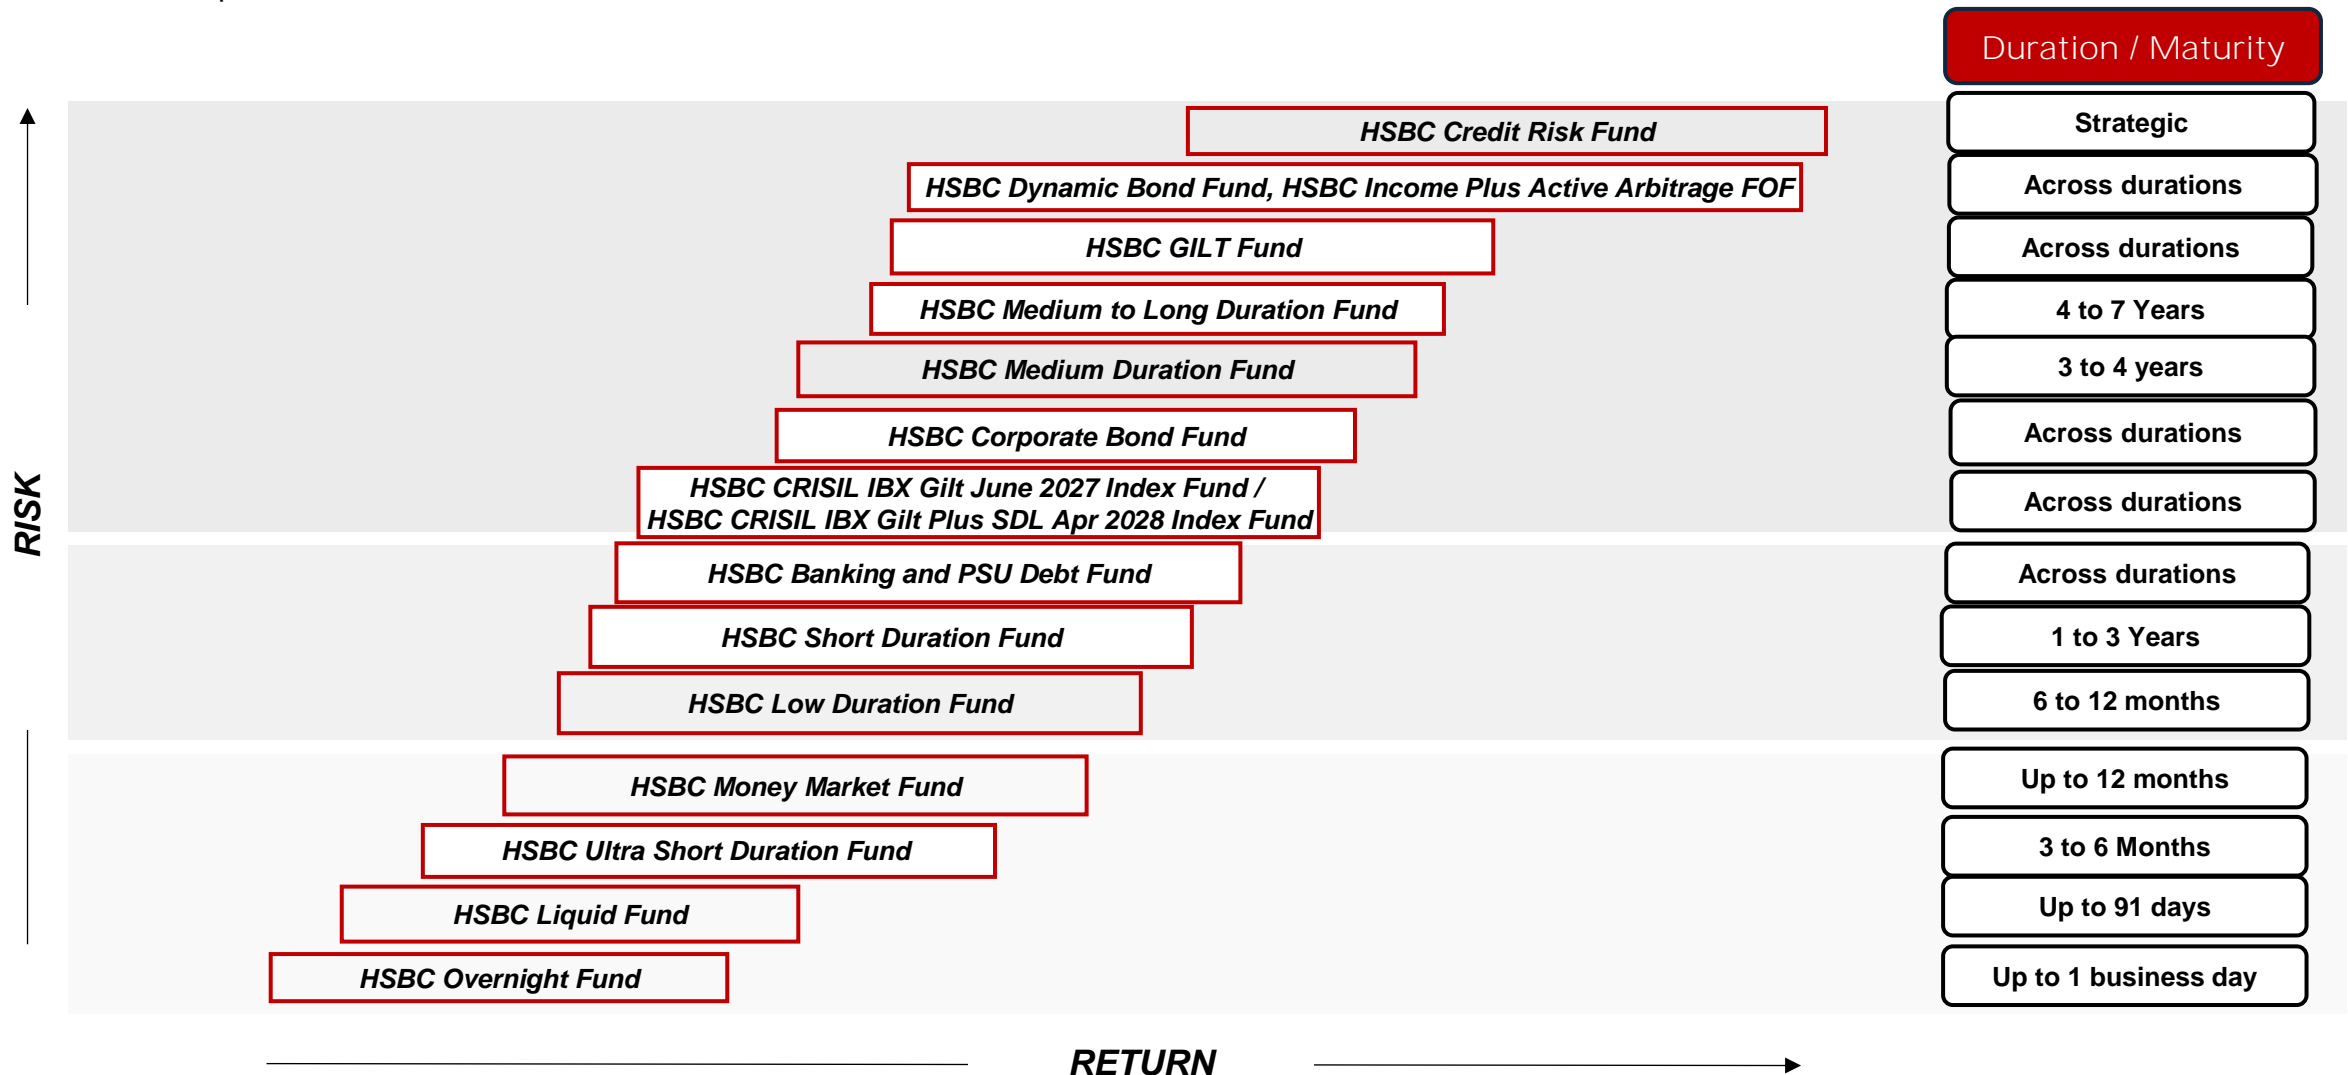 Duration / Maturity
HSBC Credit Risk Fund
Strategic
HSBC Dynamic Bond Fund, HSBC Income Plus Active Arbitrage FOF
Across durations
HSBC GILT Fund
Across durations
HSBC Medium to Long Duration Fund
4 to 7 Years
HSBC Medium Duration Fund
3 to 4 years
HSBC Corporate Bond Fund
Across durations
HSBC CRISIL IBX Gilt June 2027 Index Fund /
HSBC CRISIL IBX Gilt Plus SDL Apr 2028 Index Fund
Across durations
HSBC Banking and PSU Debt Fund
Across durations
HSBC Short Duration Fund
1 to 3 Years
HSBC Low Duration Fund
6 to 12 months
HSBC Money Market Fund
Up to 12 months
HSBC Ultra Short Duration Fund
3 to 6 Months
HSBC Liquid Fund
Up to 91 days
HSBC Overnight Fund
Up to 1 business day
RISK
RETURN